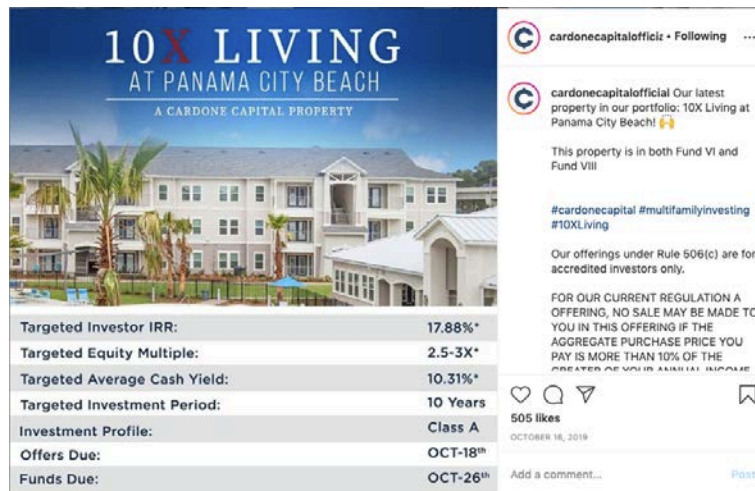 10X LIVING
AT PANAMA CITY BEACH
A CARDONE CAPITAL PROPERTY
Targeted Investor IRR: 17.88%*
Targeted Equity Multiple: 2.5-3X*
Targeted Average Cash Yield: 10.31%*
Targeted Investment Period: 10 Years
Investment Profile: Class A
Offers Due: OCT-18th
Funds Due: OCT-26th
cardonecapitalofficia • Following ...
cardonecapitalofficial Our latest
property in our portfolio: 10X Living at
Panama City Beach! 🙌
This property is in both Fund VI and
Fund VIII
#cardonecapital #multifamilyinvesting
#10XLiving
Our offerings under Rule 506(c) are for
accredited investors only.
FOR OUR CURRENT REGULATION A
OFFERING, NO SALE MAY BE MADE TO
YOU IN THIS OFFERING IF THE
AGGREGATE PURCHASE PRICE YOU
PAY IS MORE THAN 10% OF THE
GREATER OF YOUR ANNUAL INCOME
505 likes
OCTOBER 16, 2019
Add a comment... Post